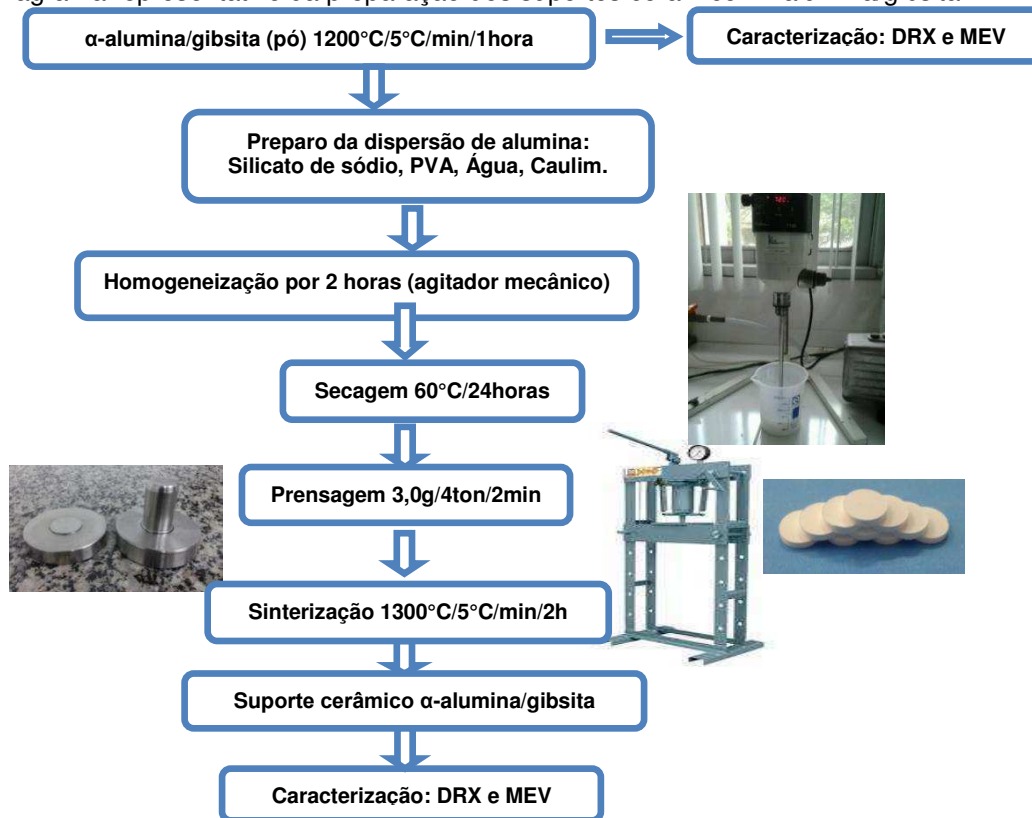 α-alumina/gibsita (pó) 1200°C/5°C/min/1hora
Caracterização: DRX e MEV
Preparo da dispersão de alumina:
Silicato de sódio, PVA, Água, Caulim.
Homogeneização por 2 horas (agitador mecânico)
Secagem 60°C/24horas
Prensagem 3,0g/4ton/2min
Sinterização 1300°C/5°C/min/2h
Suporte cerâmico α-alumina/gibsita
Caracterização: DRX e MEV